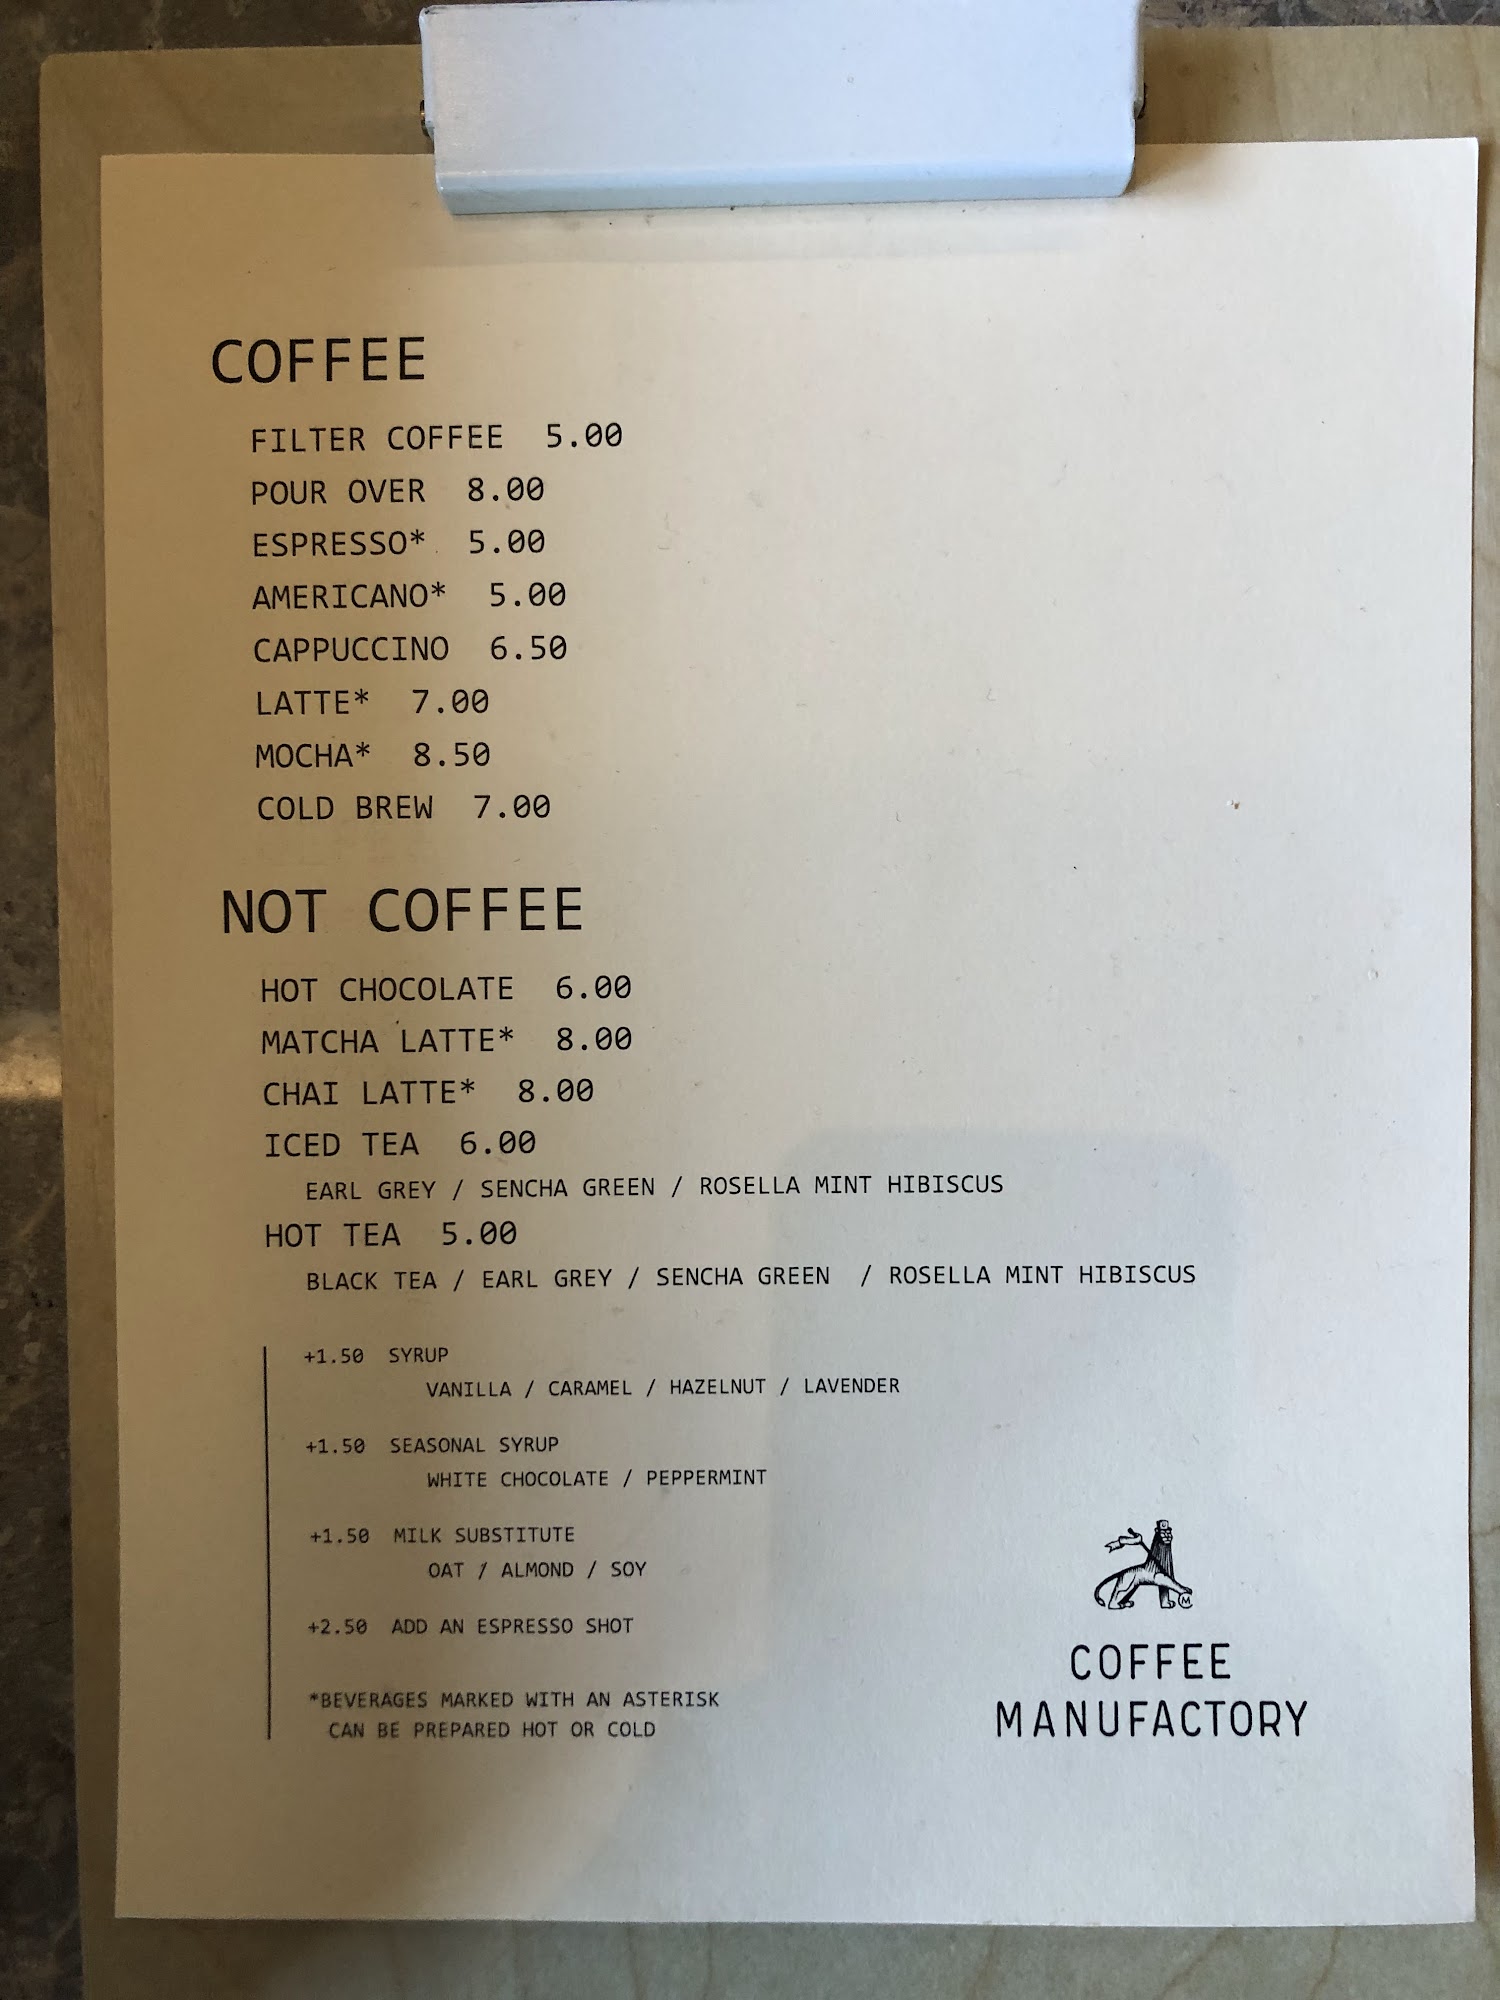 COFFEE
FILTER COFFEE 5.00
POUR OVER 8.00
ESPRESSO* 5.00
AMERICANO* 5.00
CAPPUCCINO 6.50
LATTE* 7.00
MOCHA* 8.50
COLD BREW 7.00
NOT COFFEE
HOT CHOCOLATE 6.00
MATCHA LATTE* 8.00
CHAI LATTE* 8.00
ICED TEA 6.00
EARL GREY / SENCHA GREEN / ROSELLA MINT HIBISCUS
HOT TEA 5.00
BLACK TEA / EARL GREY / SENCHA GREEN / ROSELLA MINT HIBISCUS
+1.50 SYRUP
VANILLA / CARAMEL / HAZELNUT / LAVENDER
+1.50 SEASONAL SYRUP
WHITE CHOCOLATE / PEPPERMINT
+1.50 MILK SUBSTITUTE
OAT / ALMOND / SOY
+2.50 ADD AN ESPRESSO SHOT
*BEVERAGES MARKED WITH AN ASTERISK
CAN BE PREPARED HOT OR COLD
M
COFFEE
MANUFACTORY